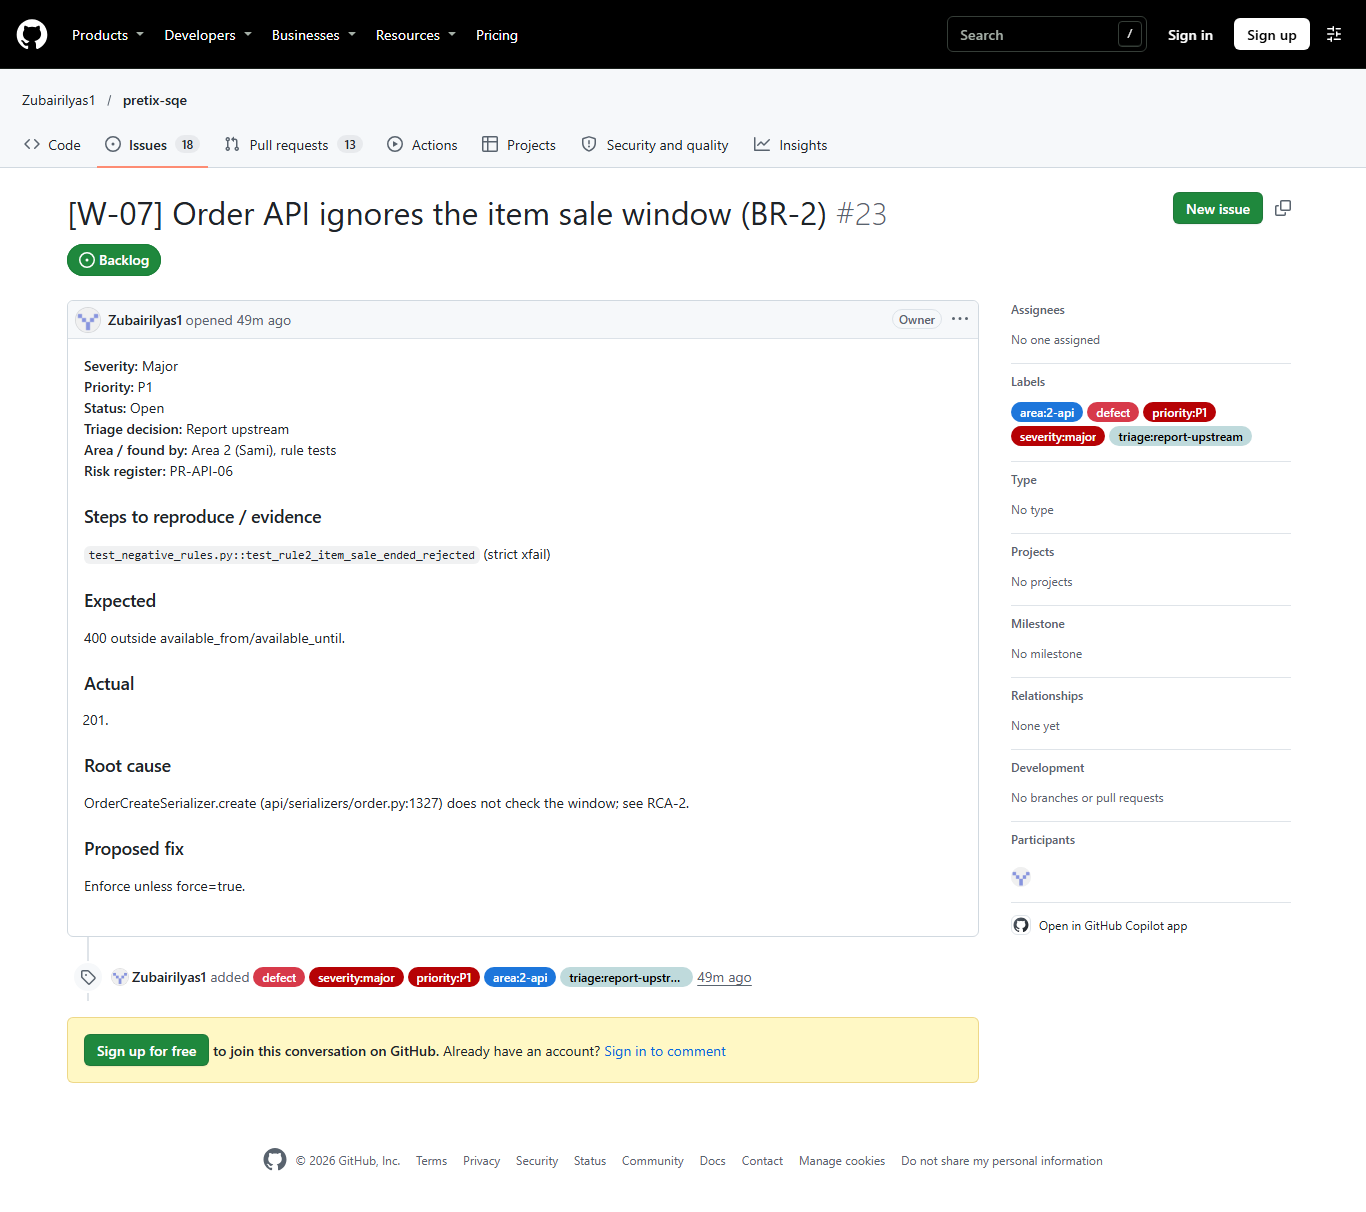 Products
Developers
Businesses
Resources
Pricing
Search /
Sign in
Sign up
Zubairilyas1 / pretix-sqe
Code
Issues 18
Pull requests 13
Actions
Projects
Security and quality
Insights
[W-07] Order API ignores the item sale window (BR-2) #23
New issue
Backlog
Zubairilyas1 opened 49m ago
Owner
Severity: Major
Priority: P1
Status: Open
Triage decision: Report upstream
Area / found by: Area 2 (Sami), rule tests
Risk register: PR-API-06
Steps to reproduce / evidence
test_negative_rules.py::test_rule2_item_sale_ended_rejected (strict xfail)
Expected
400 outside available_from/available_until.
Actual
201.
Root cause
OrderCreateSerializer.create (api/serializers/order.py:1327) does not check the window; see RCA-2.
Proposed fix
Enforce unless force=true.
Zubairilyas1 added defect severity:major priority:P1 area:2-api triage:report-upstr... 49m ago
Sign up for free to join this conversation on GitHub. Already have an account? Sign in to comment
Assignees
No one assigned
Labels
area:2-api defect priority:P1
severity:major triage:report-upstream
Type
No type
Projects
No projects
Milestone
No milestone
Relationships
None yet
Development
No branches or pull requests
Participants
Open in GitHub Copilot app
© 2026 GitHub, Inc. Terms Privacy Security Status Community Docs Contact Manage cookies Do not share my personal information